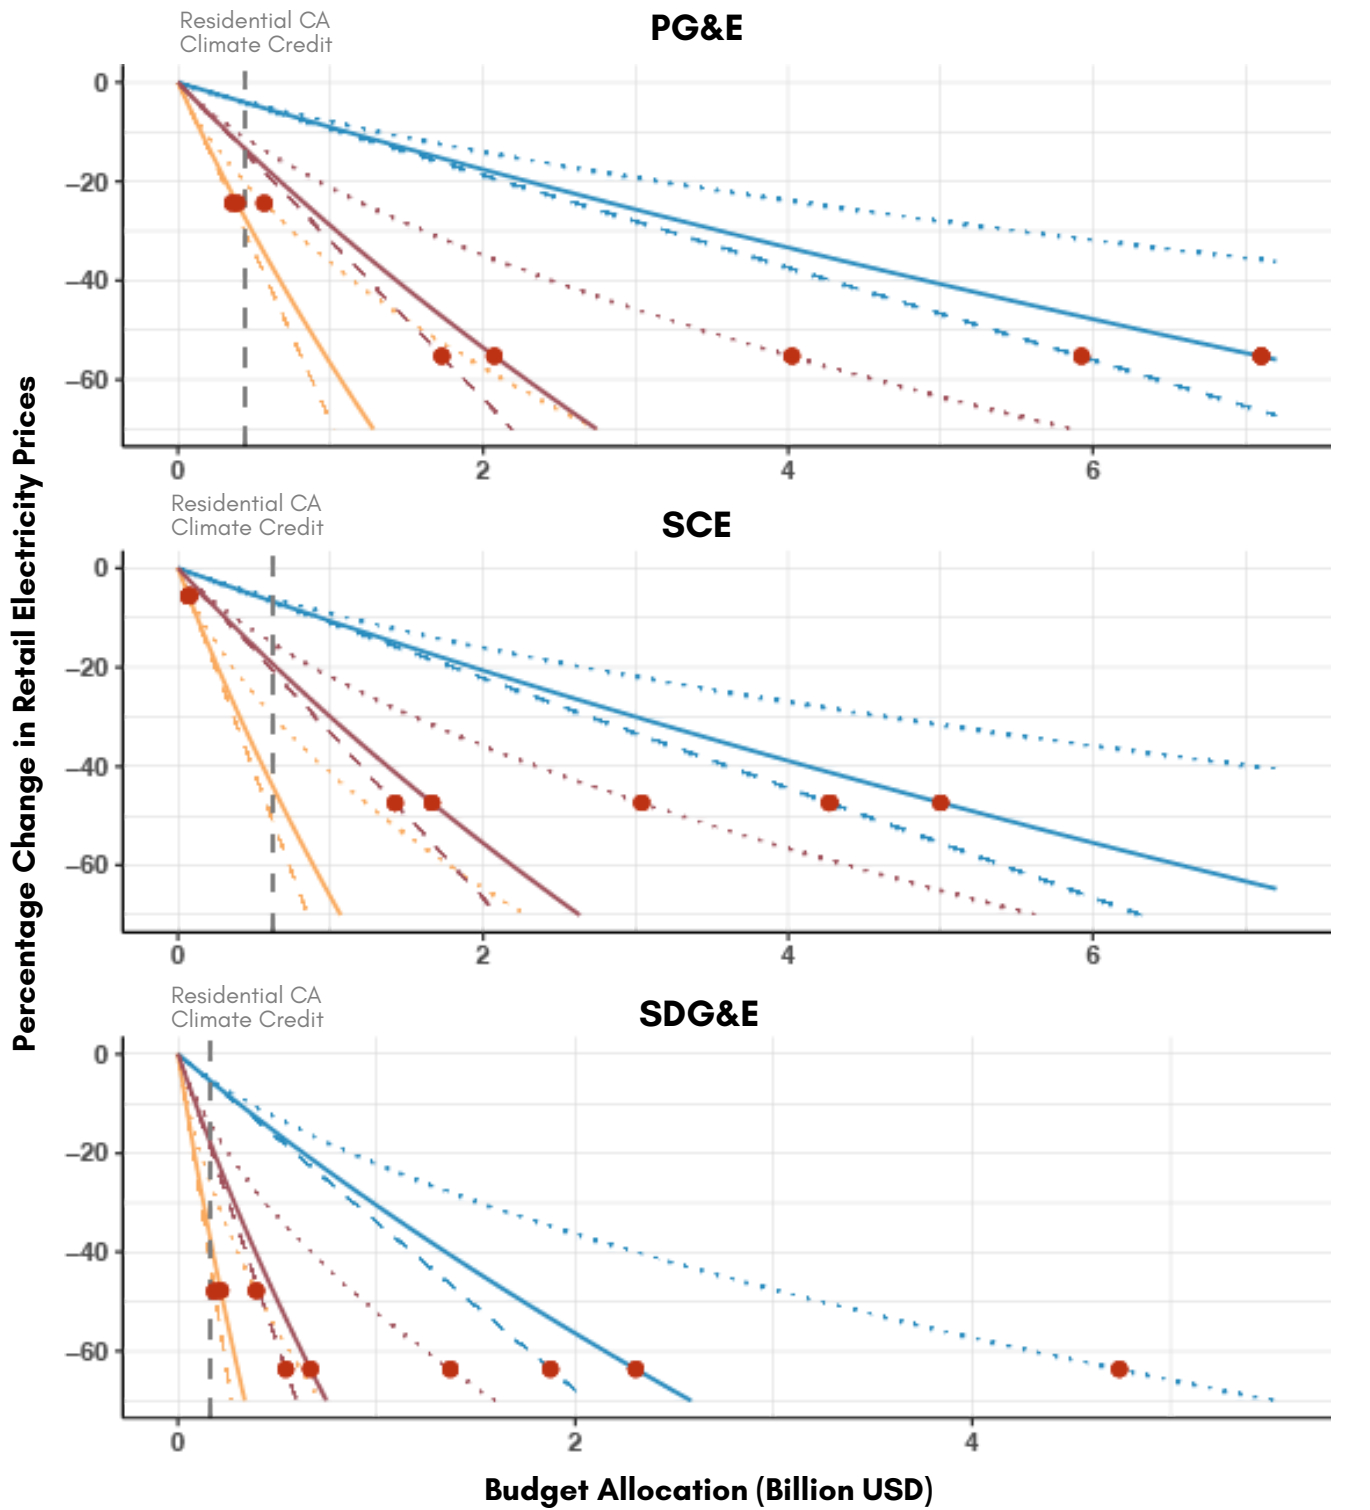 Residential CA
Climate Credit
PG&E
0
−20
−40
−60
0 2 4 6
Residential CA
Climate Credit
SCE
0
−20
−40
−60
0 2 4 6
Residential CA
Climate Credit
SDG&E
0
−20
−40
−60
0 2 4
Percentage Change in Retail Electricity Prices
Budget Allocation (Billion USD)